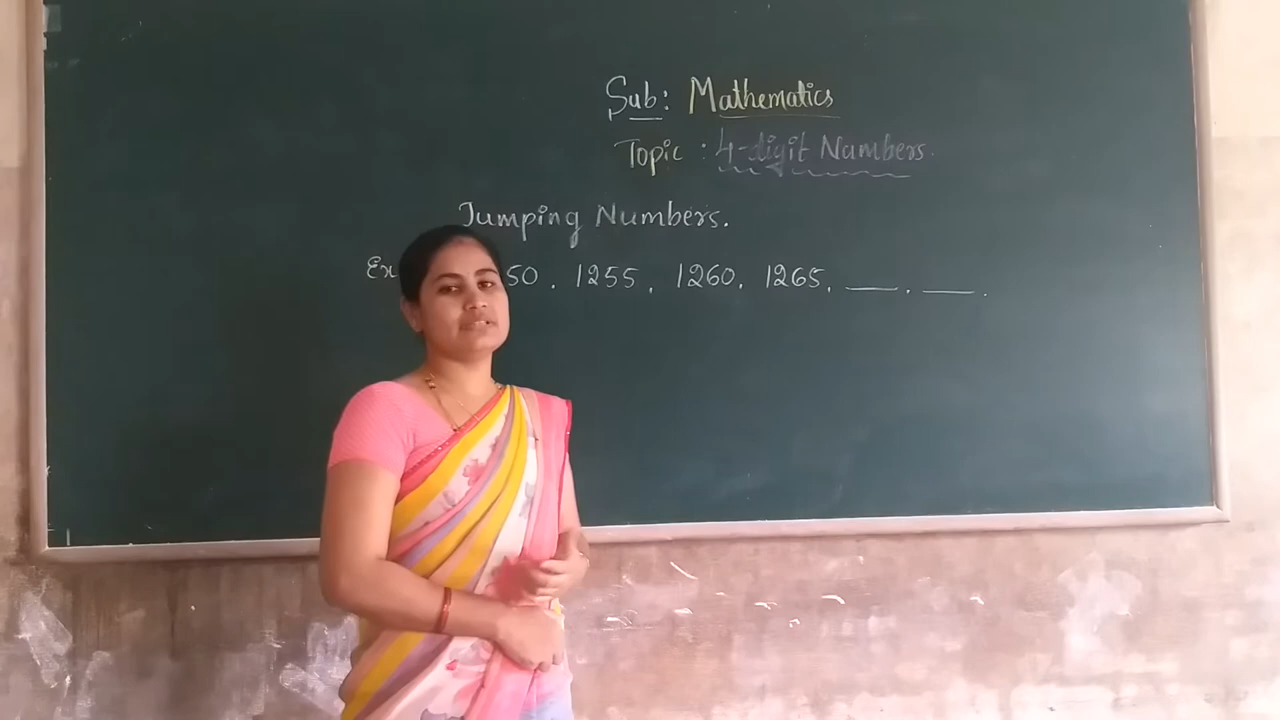 Sub: Mathematics
Topic : 4-digit Numbers.
Jumping Numbers.
Ex 50, 1255, 1260, 1265, ___, ___.